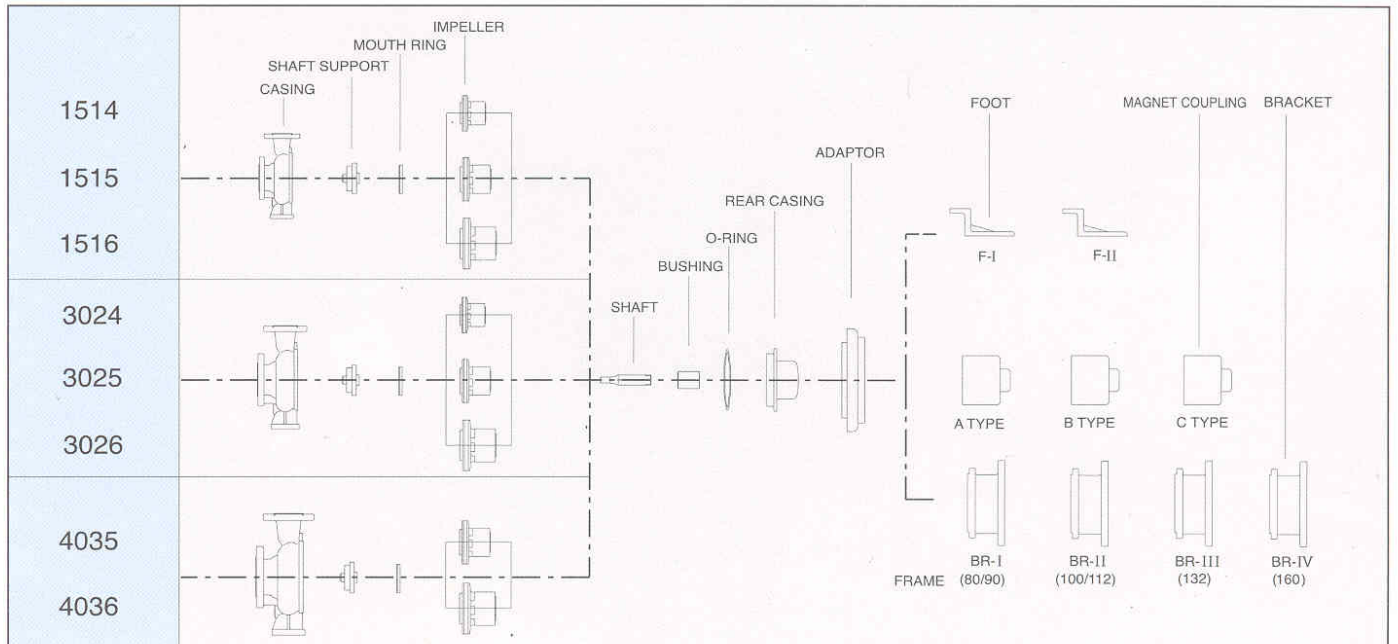 IMPELLER
MOUTH RING
SHAFT SUPPORT
CASING
1514
1515
1516
3024
3025
3026
4035
4036
SHAFT
BUSHING
O-RING
REAR CASING
ADAPTOR
FOOT
MAGNET COUPLING
BRACKET
F-I
F-II
A TYPE
B TYPE
C TYPE
BR-I
BR-II
BR-III
BR-IV
FRAME (80/90)
(100/112)
(132)
(160)